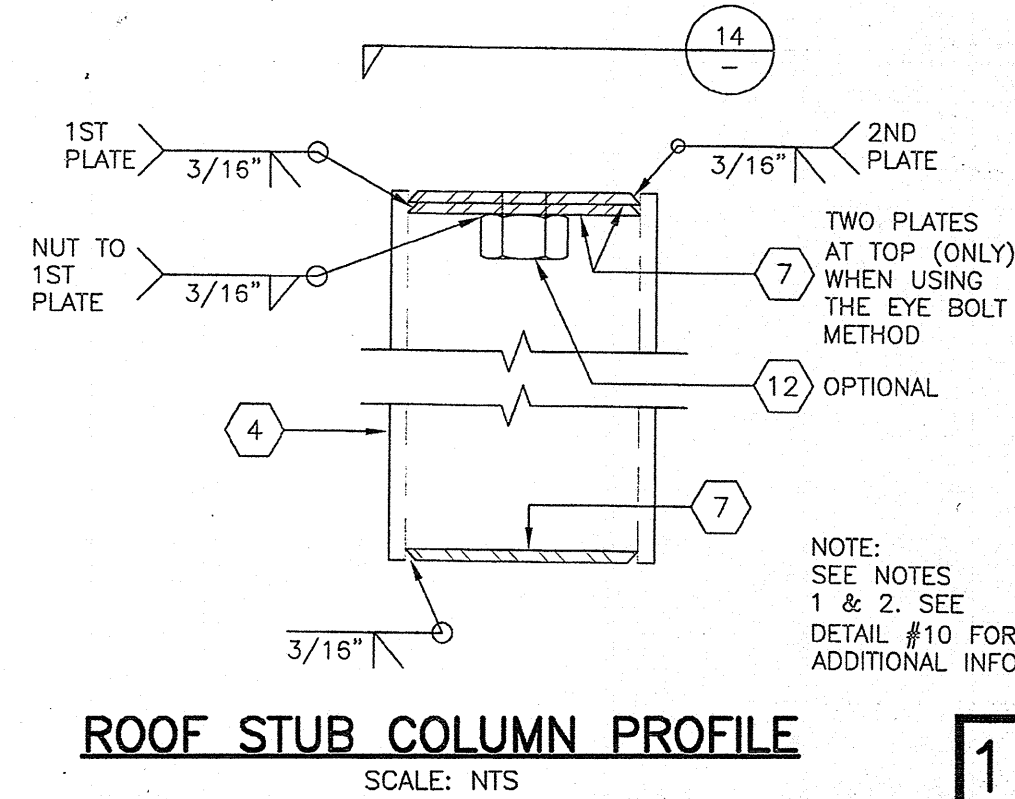 14
–
1ST
PLATE
3/16"
3/16"
2ND
PLATE
NUT TO
1ST
PLATE
3/16"
7
TWO PLATES
AT TOP (ONLY)
WHEN USING
THE EYE BOLT
METHOD
12
OPTIONAL
4
7
NOTE:
SEE NOTES
1 & 2. SEE
DETAIL #10 FOR
ADDITIONAL INFO
3/16"
ROOF STUB COLUMN PROFILE
SCALE: NTS
1